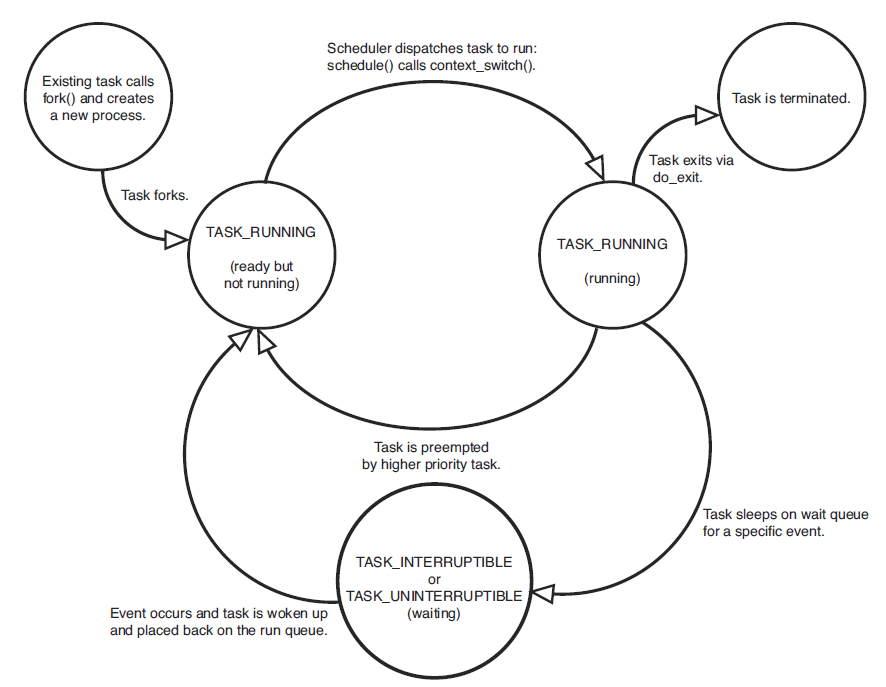 Scheduler dispatches task to run:
schedule() calls context_switch().
Existing task calls
fork() and creates
a new process.
Task is terminated.
Task exits via
do_exit.
Task forks.
TASK_RUNNING
(ready but
not running)
TASK_RUNNING
(running)
Task is preempted
by higher priority task.
Task sleeps on wait queue
for a specific event.
TASK_INTERRUPTIBLE
or
TASK_UNINTERRUPTIBLE
(waiting)
Event occurs and task is woken up
and placed back on the run queue.